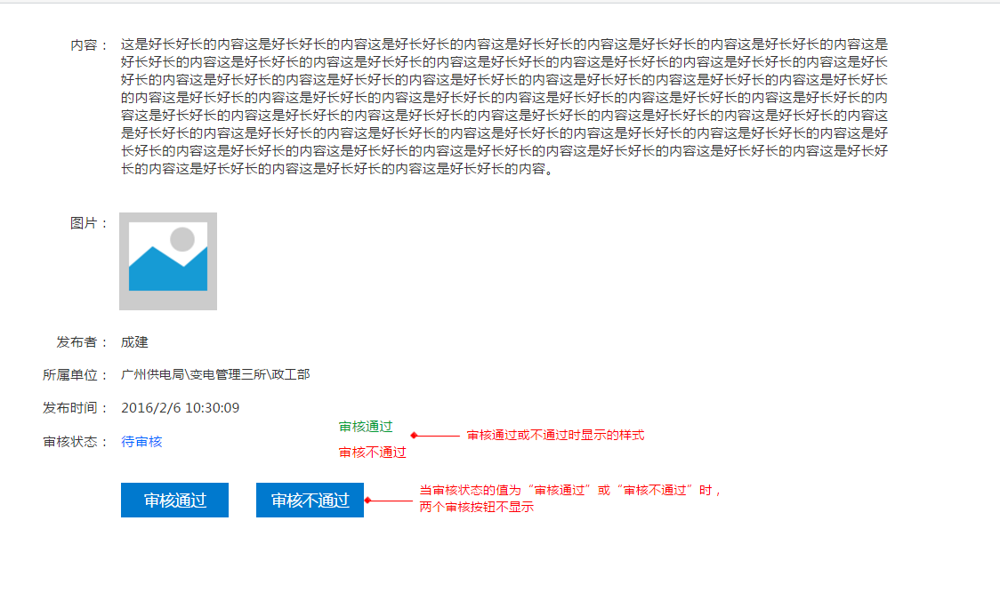 内容：
这是好长好长的内容这是好长好长的内容这是好长好长的内容这是好长好长的内容这是好长好长的内容这是好长好长的内容这是
好长好长的内容这是好长好长的内容这是好长好长的内容这是好长好长的内容这是好长好长的内容这是好长好长的内容这是好长
好长的内容这是好长好长的内容这是好长好长的内容这是好长好长的内容这是好长好长的内容这是好长好长的内容这是好长好长
的内容这是好长好长的内容这是好长好长的内容这是好长好长的内容这是好长好长的内容这是好长好长的内容这是好长好长的内
容这是好长好长的内容这是好长好长的内容这是好长好长的内容这是好长好长的内容这是好长好长的内容这是好长好长的内容这
是好长好长的内容这是好长好长的内容这是好长好长的内容这是好长好长的内容这是好长好长的内容这是好长好长的内容这是好
长好长的内容这是好长好长的内容这是好长好长的内容这是好长好长的内容这是好长好长的内容这是好长好长的内容这是好长好
长的内容这是好长好长的内容这是好长好长的内容这是好长好长的内容。
图片：
发布者： 成建
所属单位： 广州供电局\变电管理三所\政工部
发布时间： 2016/2/6 10:30:09
审核状态： 待审核
审核通过
审核不通过
审核通过或不通过时显示的样式
审核通过
审核不通过
当审核状态的值为“审核通过”或“审核不通过”时，
两个审核按钮不显示